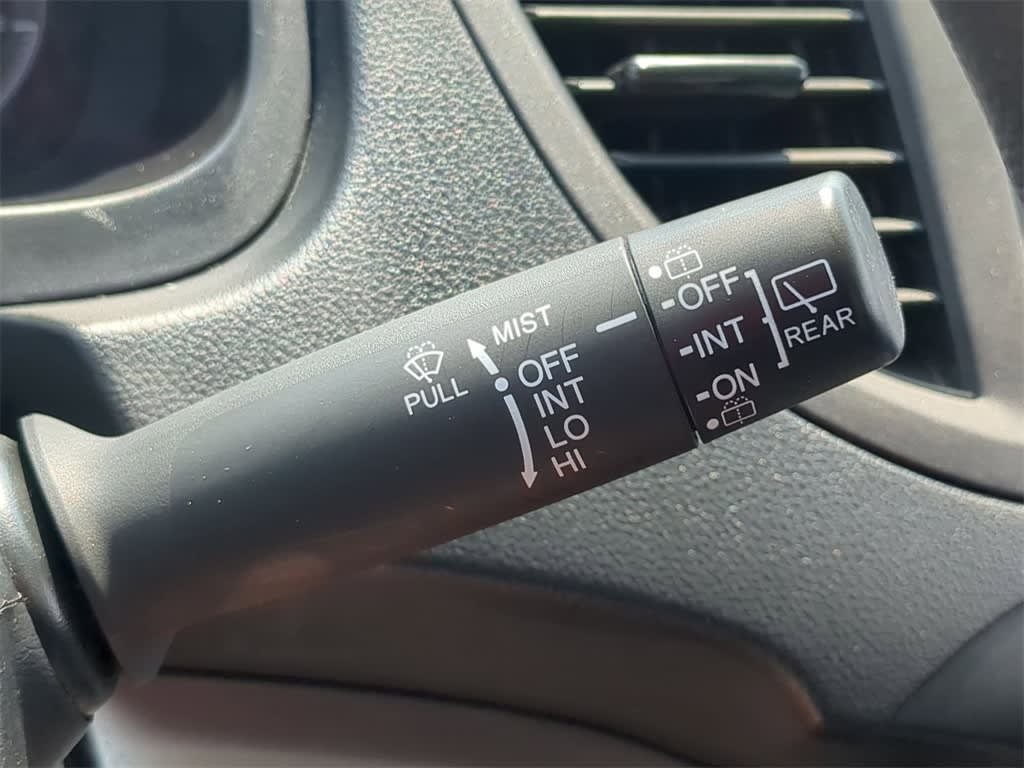 PULL
MIST
OFF
INT
LO
HI
-OFF
-INT
-ON
REAR